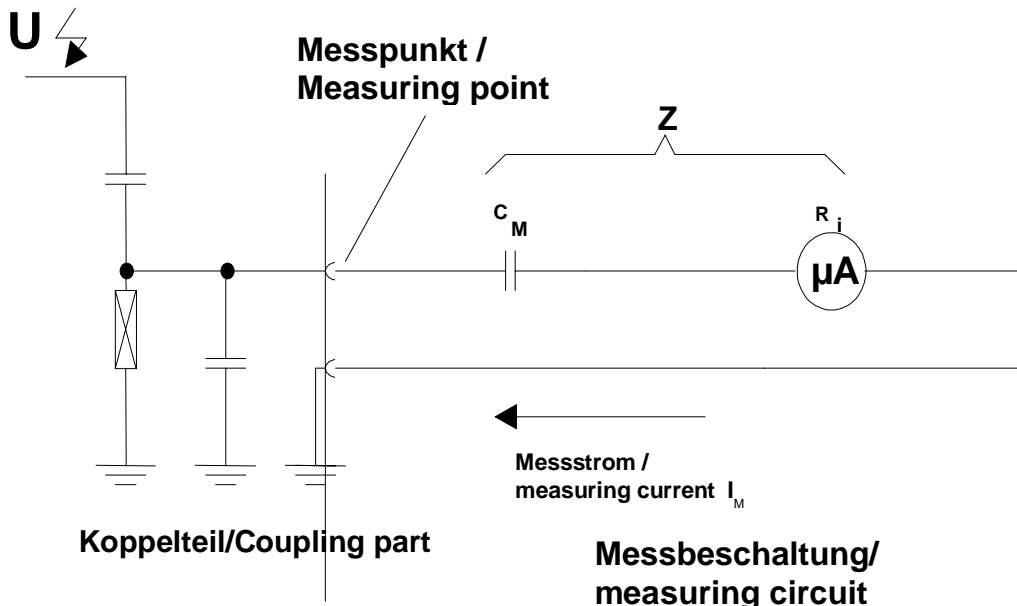 U
Messpunkt /
Measuring point
Z
C M
R i
µA
Messstrom /
measuring current I M
Koppelteil/Coupling part
Messbeschaltung/
measuring circuit